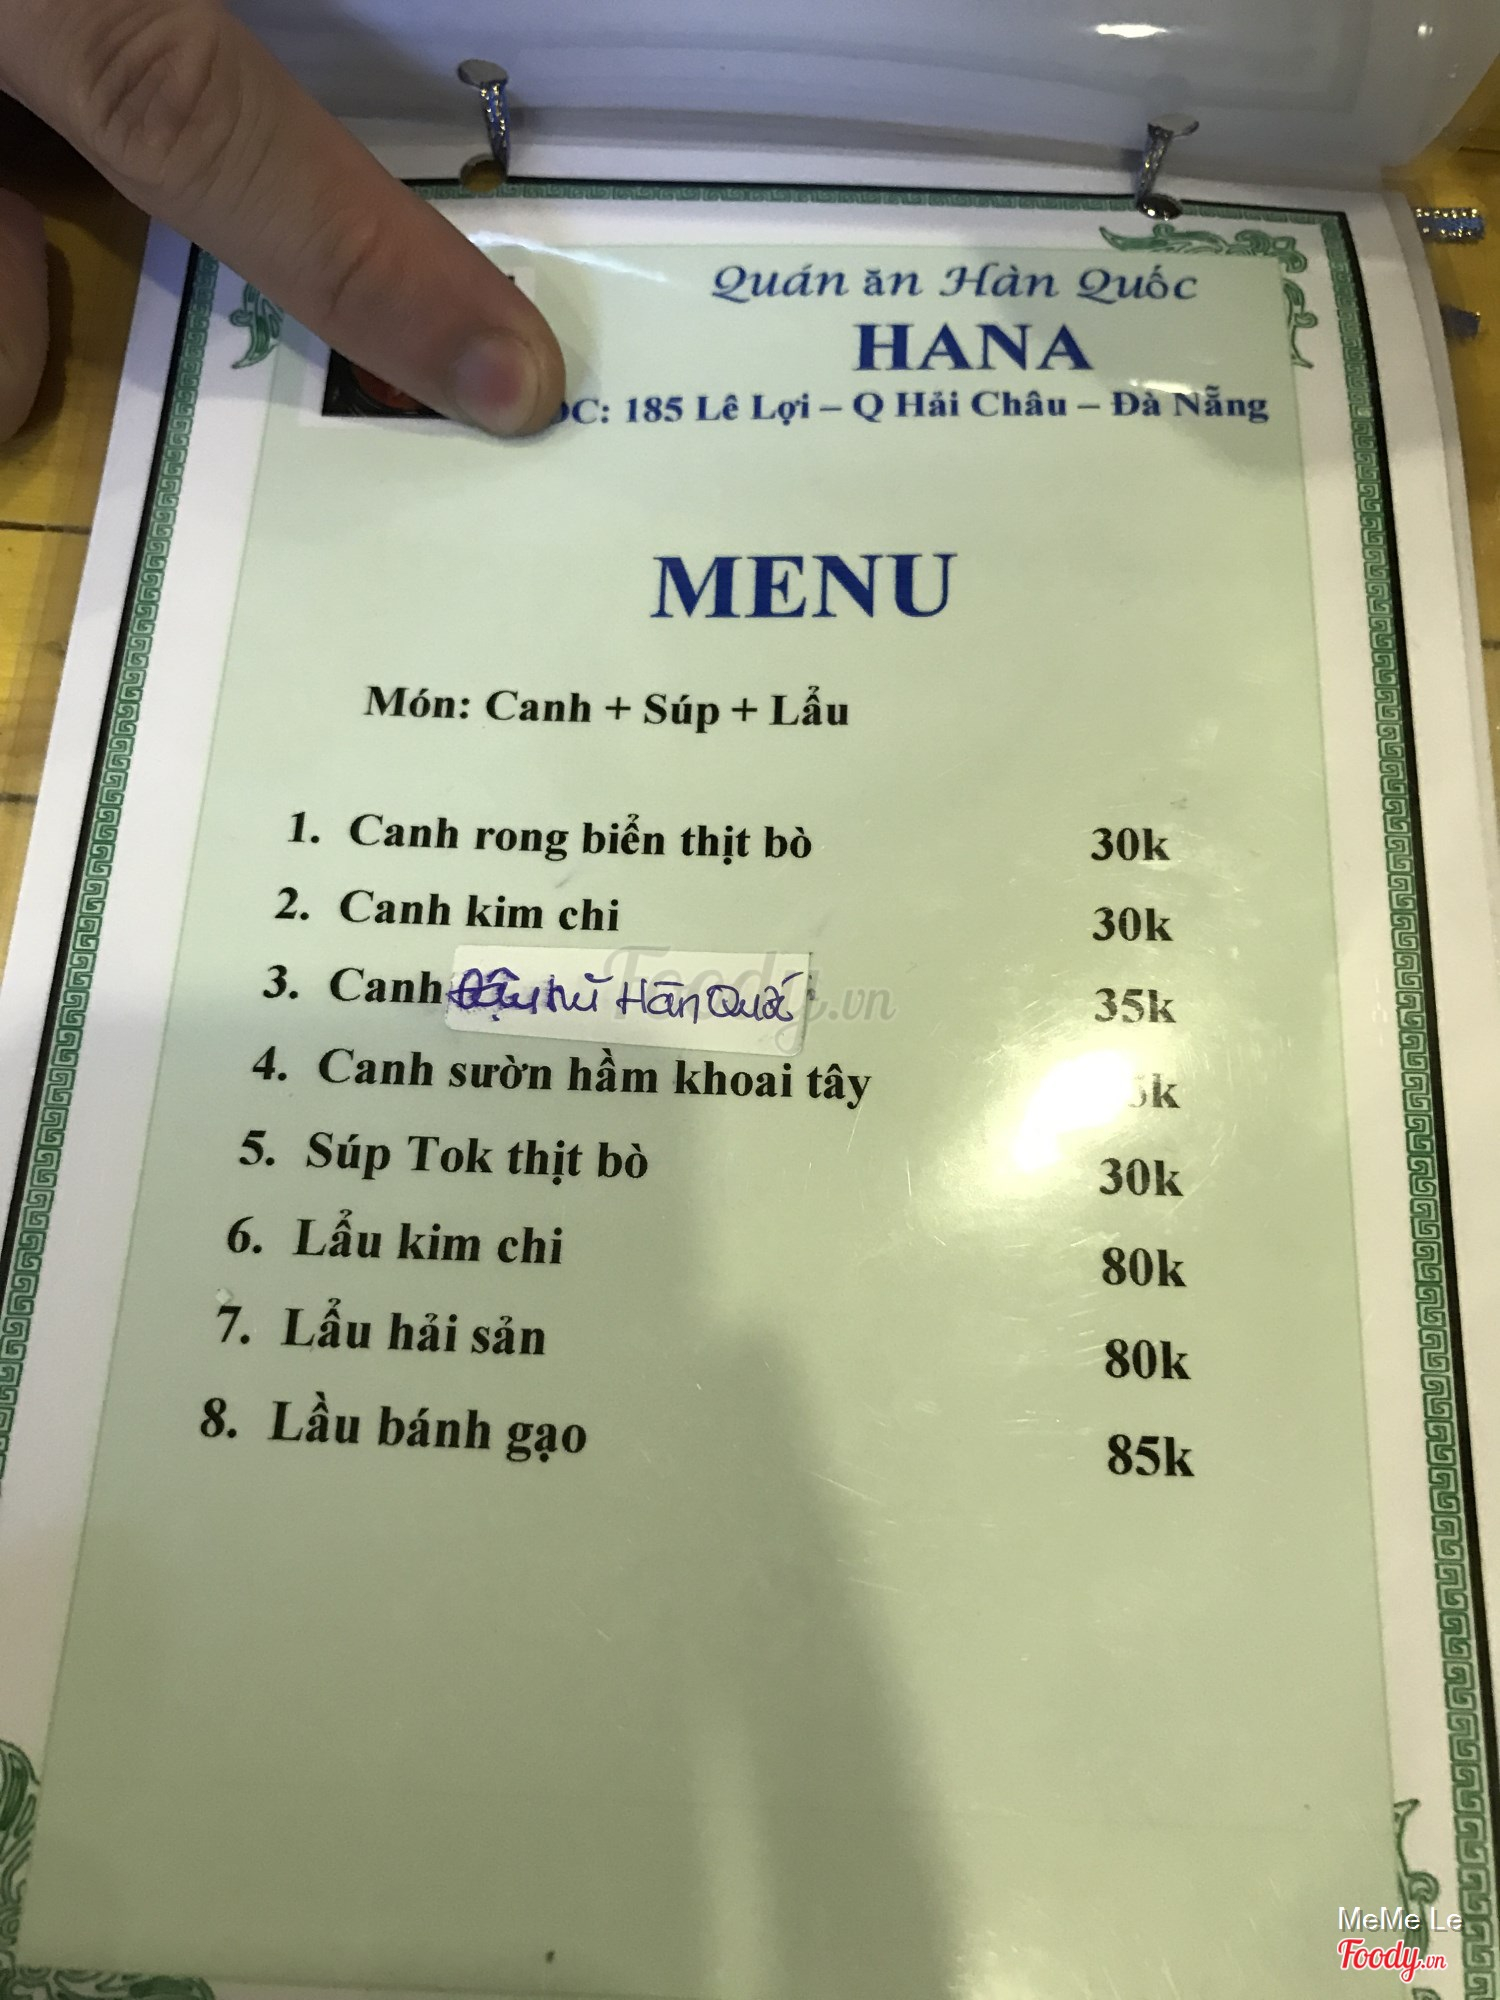 Quán ăn Hàn Quốc
HANA
ĐC: 185 Lê Lợi – Q Hải Châu – Đà Nẵng
MENU
Món: Canh + Súp + Lẩu
1. Canh rong biển thịt bò 30k
2. Canh kim chi 30k
3. Canh Đậu hũ Hàn Quốc 35k
4. Canh sườn hầm khoai tây
5. Súp Tok thịt bò 30k
6. Lẩu kim chi 80k
7. Lẩu hải sản 80k
8. Lầu bánh gạo 85k
Foody.vn
MeMe Le
Foody.vn